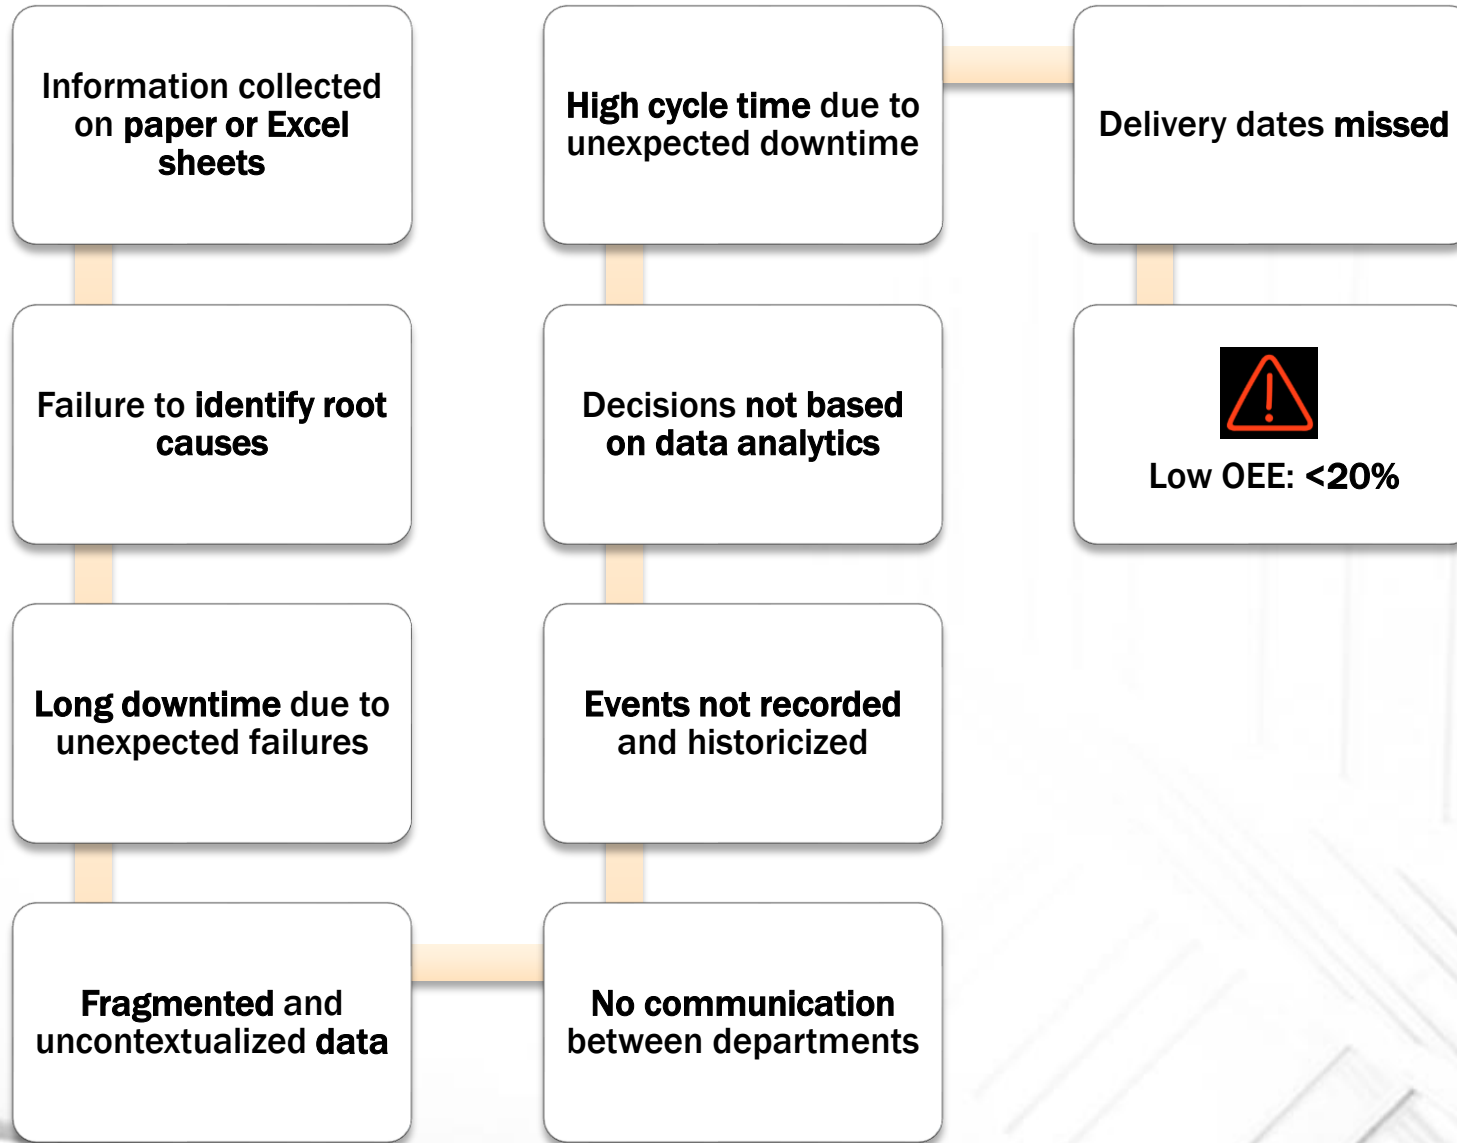 Information collected
on paper or Excel
sheets
Failure to identify root
causes
Long downtime due to
unexpected failures
Fragmented and
uncontextualized data
No communication
between departments
Events not recorded
and historicized
Decisions not based
on data analytics
High cycle time due to
unexpected downtime
Delivery dates missed
Low OEE: <20%